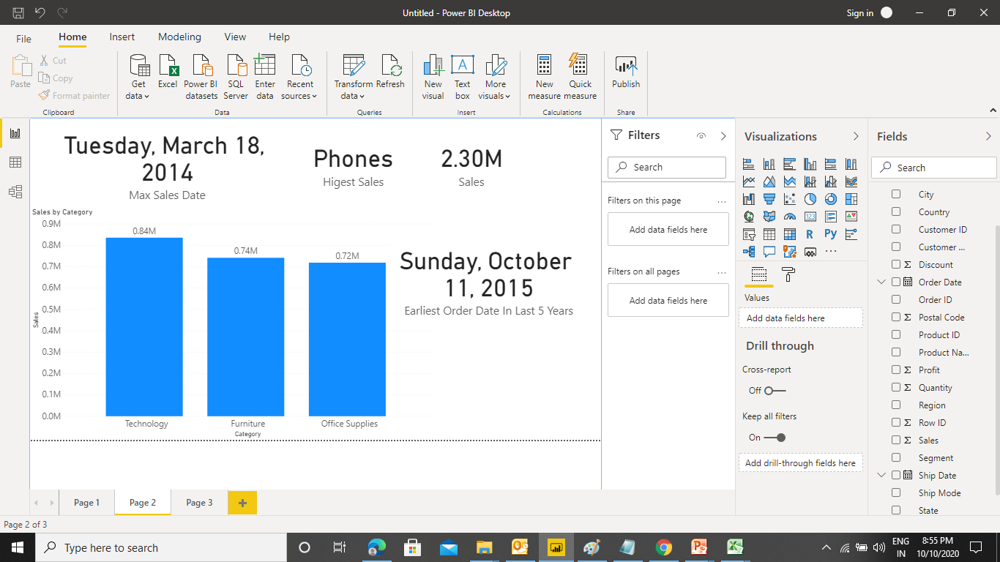 Untitled - Power BI Desktop
Sign in
File
Home
Insert
Modeling
View
Help
Paste
Cut
Copy
Format painter
Clipboard
Get data
Excel
Power BI datasets
SQL Server
Enter data
Recent sources
Data
Transform data
Refresh
Queries
New visual
Text box
More visuals
Insert
New measure
Quick measure
Calculations
Publish
Share
Tuesday, March 18,
2014
Max Sales Date
Phones
Higest Sales
2.30M
Sales
Sales by Category
0.9M
0.8M
0.7M
0.6M
0.5M
0.4M
0.3M
0.2M
0.1M
0.0M
Sales
0.84M
0.74M
0.72M
Technology
Furniture
Office Supplies
Category
Sunday, October
11, 2015
Earliest Order Date In Last 5 Years
Filters
Search
Filters on this page
Add data fields here
Filters on all pages
Add data fields here
Visualizations
123
R
Py
Values
Add data fields here
Drill through
Cross-report
Off
Keep all filters
On
Add drill-through fields here
Fields
Search
City
Country
Customer ID
Customer ...
Discount
Order Date
Order ID
Postal Code
Product ID
Product Na...
Profit
Quantity
Region
Row ID
Sales
Segment
Ship Date
Ship Mode
State
Page 1
Page 2
Page 3
Page 2 of 3
Type here to search
ENG
IN
8:55 PM
10/10/2020